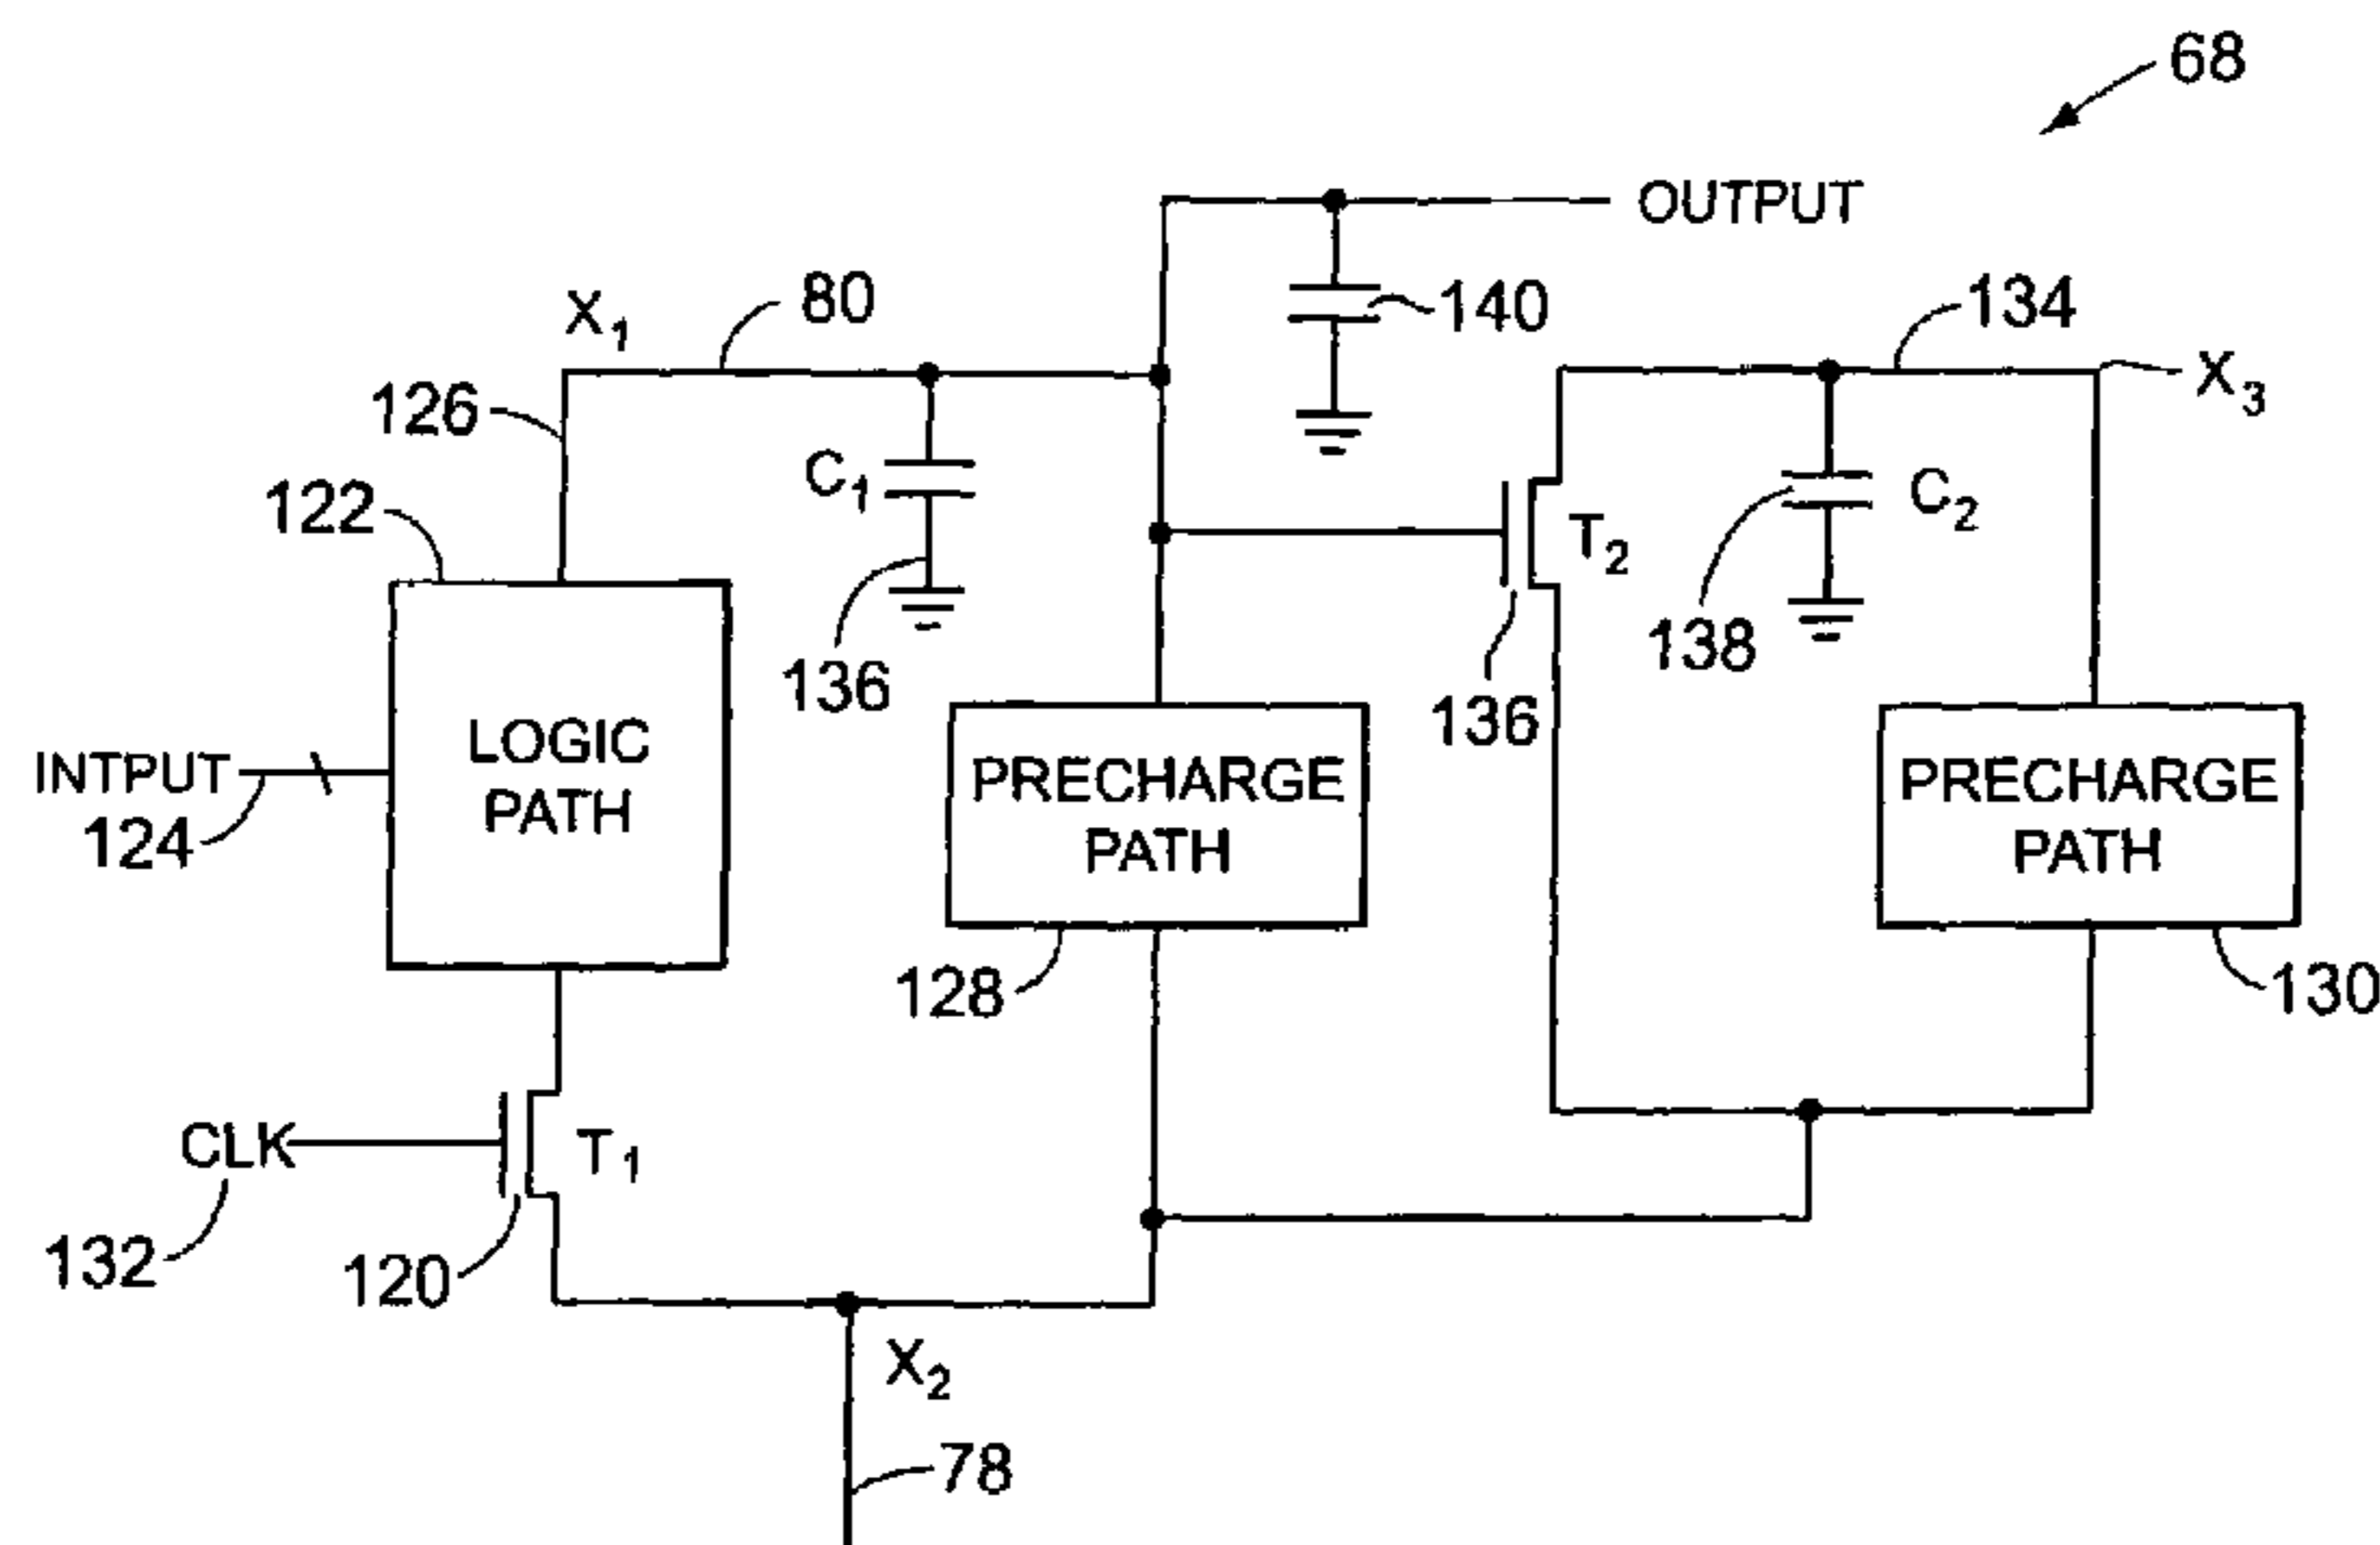 68
OUTPUT
X1
80
140
134
X3
126
C1
122
T2
C2
136
138
136
LOGIC
PATH
INTPUT
124
PRECHARGE
PATH
PRECHARGE
PATH
128
130
CLK
T1
132
120
X2
78